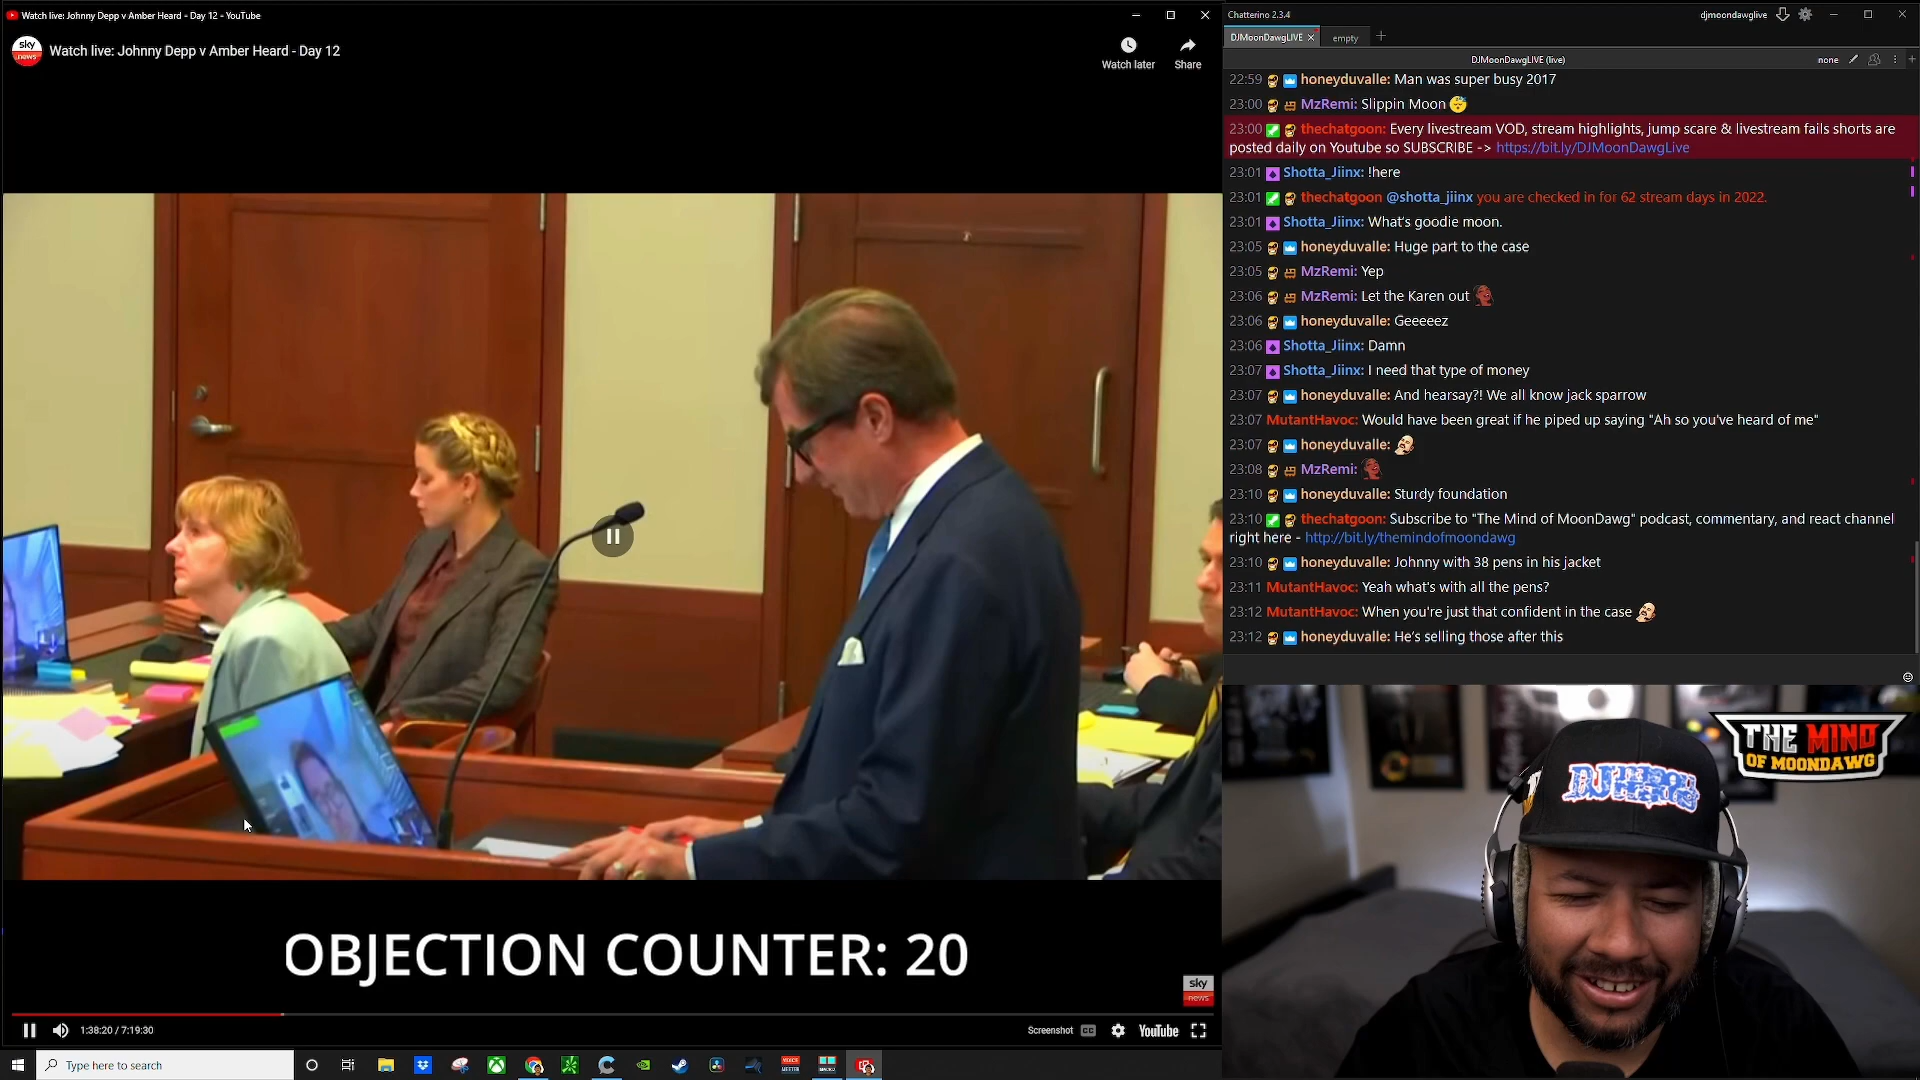 Watch live: Johnny Depp v Amber Heard - Day 12 - YouTube
sky news
Watch live: Johnny Depp v Amber Heard - Day 12
Watch later
Share
OBJECTION COUNTER: 20
sky news
1:38:20 / 7:19:30
Screenshot
CC
YouTube
Type here to search
Chatterino 2.3.4
djmoondawglive
DJMoonDawgLIVE
empty
DJMoonDawgLIVE (live)
none
22:59 honeyduvalle: Man was super busy 2017
23:00 MzRemi: Slippin Moon
23:00 thechatgoon: Every livestream VOD, stream highlights, jump scare & livestream fails shorts are
posted daily on Youtube so SUBSCRIBE -> https://bit.ly/DJMoonDawgLive
23:01 Shotta_Jiinx: !here
23:01 thechatgoon @shotta_jiinx you are checked in for 62 stream days in 2022.
23:01 Shotta_Jiinx: What's goodie moon.
23:05 honeyduvalle: Huge part to the case
23:05 MzRemi: Yep
23:06 MzRemi: Let the Karen out
23:06 honeyduvalle: Geeeeez
23:06 Shotta_Jiinx: Damn
23:07 Shotta_Jiinx: I need that type of money
23:07 honeyduvalle: And hearsay?! We all know jack sparrow
23:07 MutantHavoc: Would have been great if he piped up saying "Ah so you've heard of me"
23:07 honeyduvalle:
23:08 MzRemi:
23:10 honeyduvalle: Sturdy foundation
23:10 thechatgoon: Subscribe to "The Mind of MoonDawg" podcast, commentary, and react channel
right here - http://bit.ly/themindofmoondawg
23:10 honeyduvalle: Johnny with 38 pens in his jacket
23:11 MutantHavoc: Yeah what's with all the pens?
23:12 MutantHavoc: When you're just that confident in the case
23:12 honeyduvalle: He's selling those after this
THE MIND
OF MOONDAWG